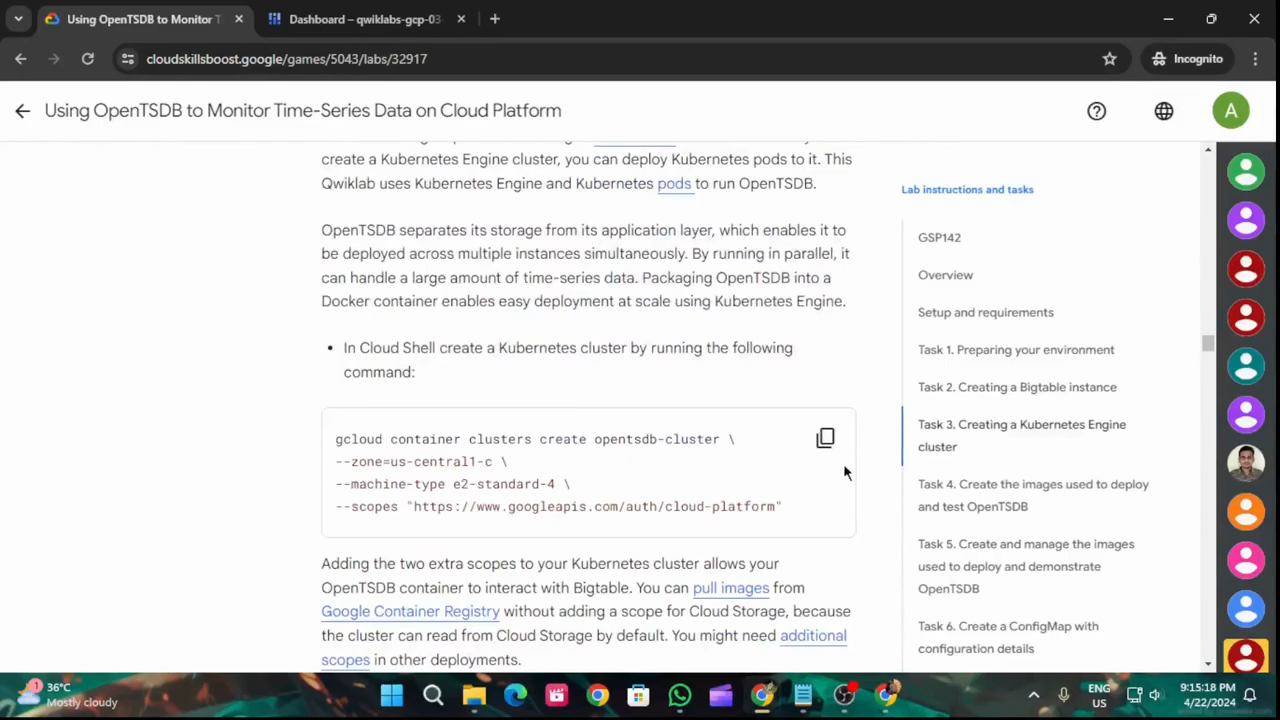 Using OpenTSDB to Monitor T
Dashboard – qwiklabs-gcp-03
cloudskillsboost.google/games/5043/labs/32917
Incognito
Using OpenTSDB to Monitor Time-Series Data on Cloud Platform
A
create a Kubernetes Engine cluster, you can deploy Kubernetes pods to it. This
Qwiklab uses Kubernetes Engine and Kubernetes pods to run OpenTSDB.
OpenTSDB separates its storage from its application layer, which enables it to
be deployed across multiple instances simultaneously. By running in parallel, it
can handle a large amount of time-series data. Packaging OpenTSDB into a
Docker container enables easy deployment at scale using Kubernetes Engine.
• In Cloud Shell create a Kubernetes cluster by running the following
command:
gcloud container clusters create opentsdb-cluster \
--zone=us-central1-c \
--machine-type e2-standard-4 \
--scopes "https://www.googleapis.com/auth/cloud-platform"
Adding the two extra scopes to your Kubernetes cluster allows your
OpenTSDB container to interact with Bigtable. You can pull images from
Google Container Registry without adding a scope for Cloud Storage, because
the cluster can read from Cloud Storage by default. You might need additional
scopes in other deployments.
Lab instructions and tasks
GSP142
Overview
Setup and requirements
Task 1. Preparing your environment
Task 2. Creating a Bigtable instance
Task 3. Creating a Kubernetes Engine
cluster
Task 4. Create the images used to deploy
and test OpenTSDB
Task 5. Create and manage the images
used to deploy and demonstrate
OpenTSDB
Task 6. Create a ConfigMap with
configuration details
1
36°C
Mostly cloudy
ENG
US
9:15:18 PM
4/22/2024